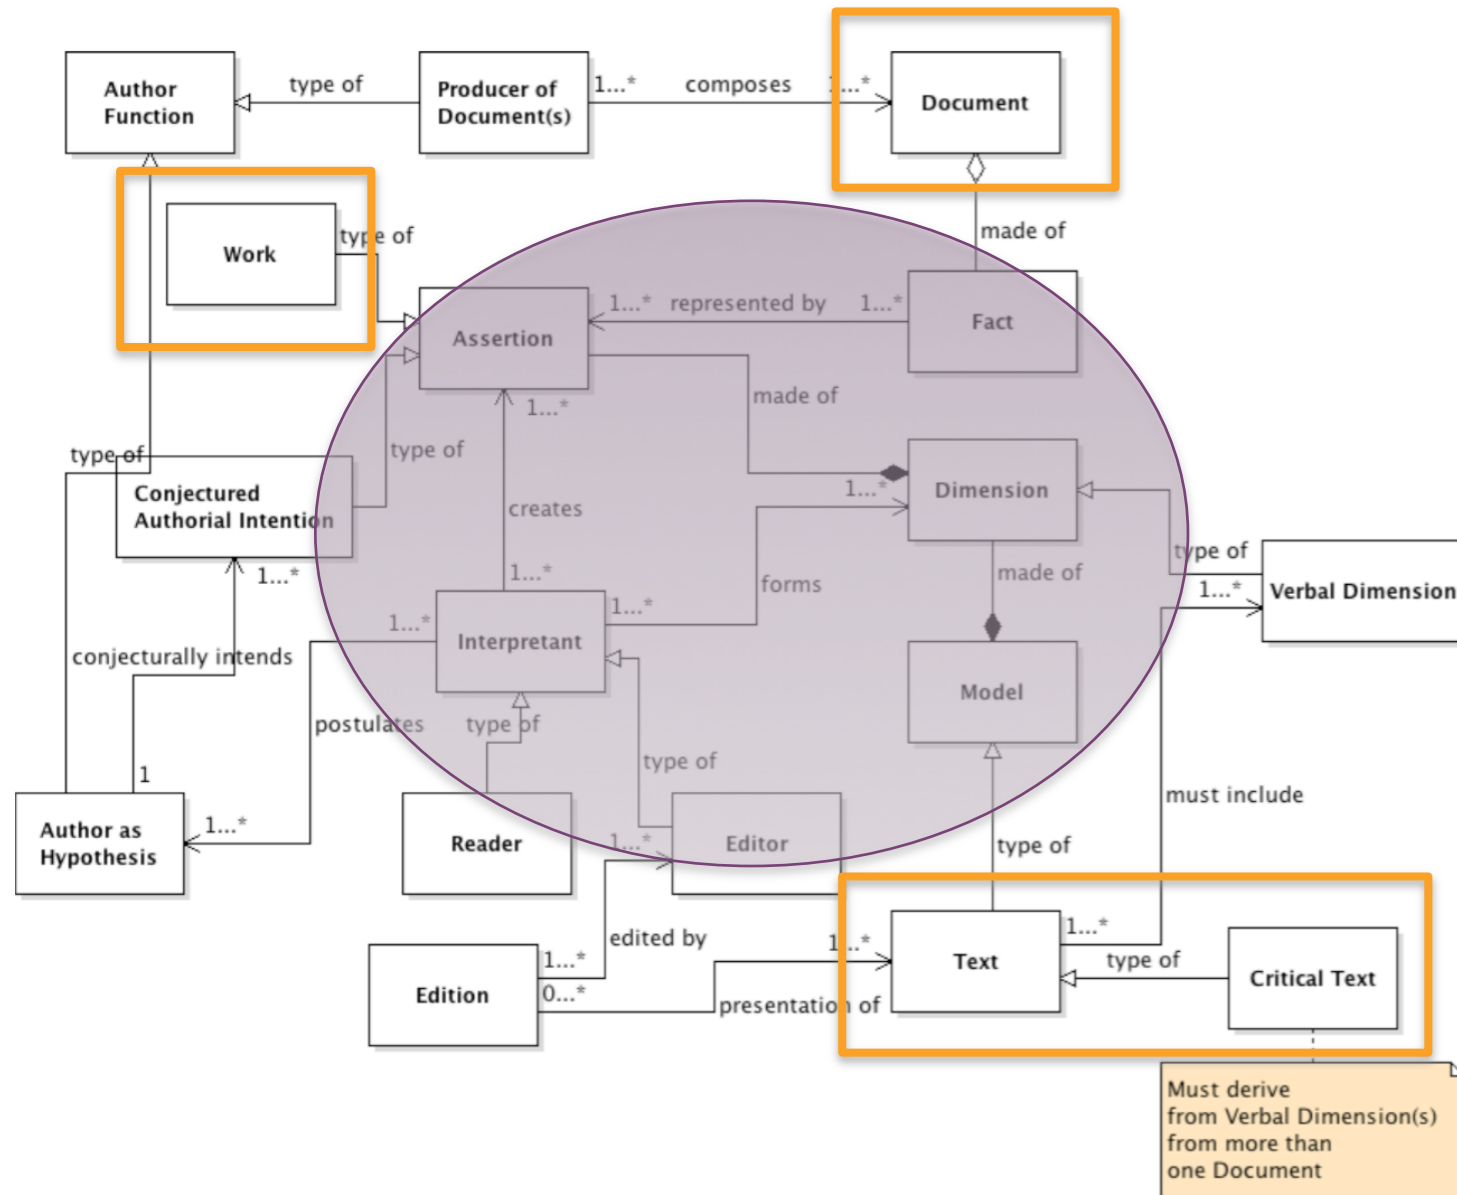 Author
Function
type of
Producer of
Document(s)
1...*
composes
1...*
Document
made of
Work
type of
Assertion
1...*
represented by
1...*
Fact
1...*
made of
type of
type of
Conjectured
Authorial Intention
creates
1...*
Dimension
type of
1...*
conjecturally intends
1...*
1...*
forms
made of
1...*
Verbal Dimension
Interpretant
1...*
postulates
type of
Model
type of
1
must include
Author as
Hypothesis
1...*
Reader
1...*
Editor
type of
edited by
1...*
1...*
Text
type of
Critical Text
Edition
1...*
0...*
presentation of
Must derive
from Verbal Dimension(s)
from more than
one Document